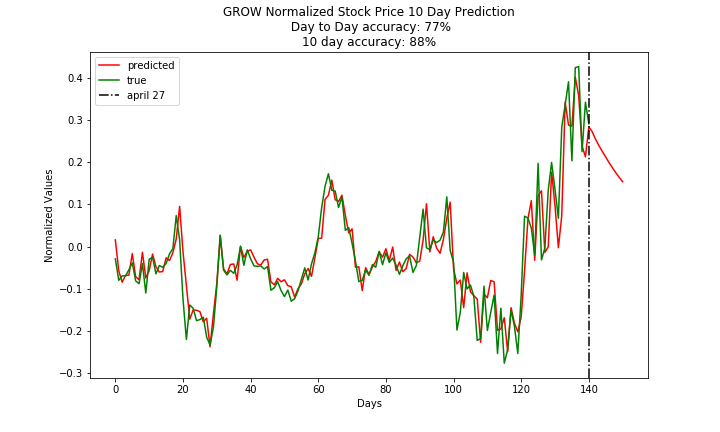 GROW Normalized Stock Price 10 Day Prediction
Day to Day accuracy: 77%
10 day accuracy: 88%
predicted
true
april 27
Normalized Values
0.4
0.3
0.2
0.1
0.0
−0.1
−0.2
−0.3
0
20
40
60
80
100
120
140
Days